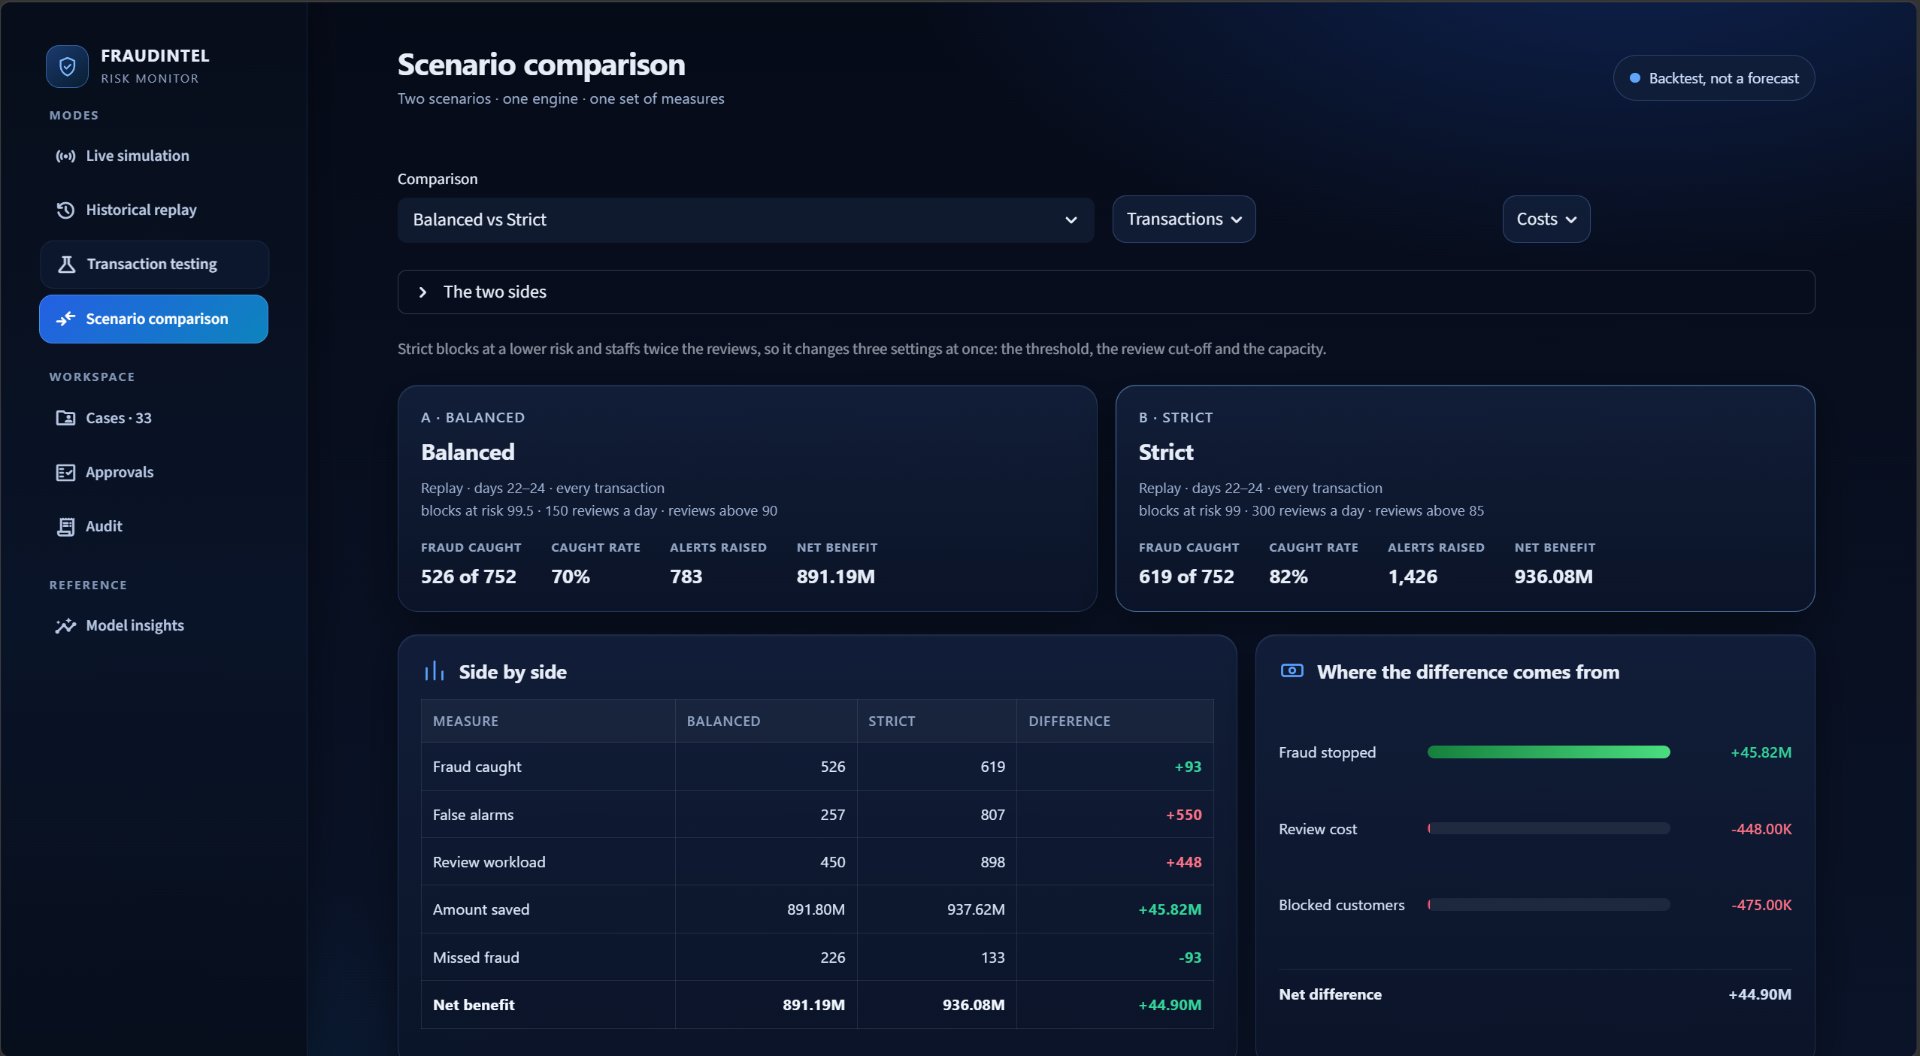 FRAUDINTEL
RISK MONITOR
MODES
Live simulation
Historical replay
Transaction testing
Scenario comparison
WORKSPACE
Cases · 33
Approvals
Audit
REFERENCE
Model insights
Scenario comparison
Two scenarios · one engine · one set of measures
Backtest, not a forecast
Comparison
Balanced vs Strict
Transactions
Costs
The two sides
Strict blocks at a lower risk and staffs twice the reviews, so it changes three settings at once: the threshold, the review cut-off and the capacity.
A · BALANCED
Balanced
Replay · days 22–24 · every transaction
blocks at risk 99.5 · 150 reviews a day · reviews above 90
FRAUD CAUGHT CAUGHT RATE ALERTS RAISED NET BENEFIT
526 of 752 70% 783 891.19M
B · STRICT
Strict
Replay · days 22–24 · every transaction
blocks at risk 99 · 300 reviews a day · reviews above 85
FRAUD CAUGHT CAUGHT RATE ALERTS RAISED NET BENEFIT
619 of 752 82% 1,426 936.08M
Side by side
MEASURE BALANCED STRICT DIFFERENCE
Fraud caught 526 619 +93
False alarms 257 807 +550
Review workload 450 898 +448
Amount saved 891.80M 937.62M +45.82M
Missed fraud 226 133 -93
Net benefit 891.19M 936.08M +44.90M
Where the difference comes from
Fraud stopped +45.82M
Review cost -448.00K
Blocked customers -475.00K
Net difference +44.90M